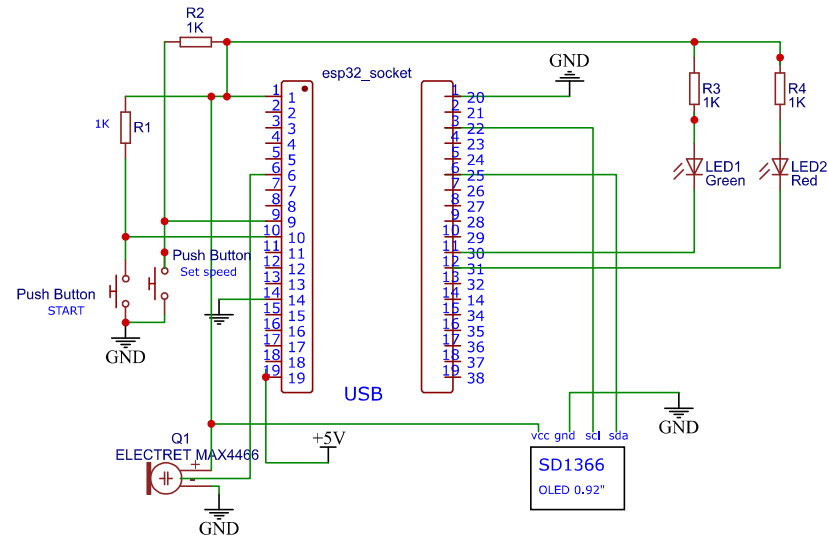 R2
1K
esp32_socket
GND
1K
R1
R3
1K
R4
1K
LED1
Green
LED2
Red
1 1
2 2
3 3
4 4
5 5
6 6
7 7
8 8
9 9
10 10
11 11
12 12
13 13
14 14
15 15
16 16
17 17
18 18
19 19
1 20
2 21
3 22
4 23
5 24
6 25
7 26
8 27
9 28
10 29
11 30
12 31
13 32
14 14
15 34
16 35
17 36
18 37
19 38
Push Button
Set speed
Push Button
START
GND
USB
GND
Q1
ELECTRET MAX4466
+
-
GND
+5V
vcc gnd scl sda
SD1366
OLED 0.92"